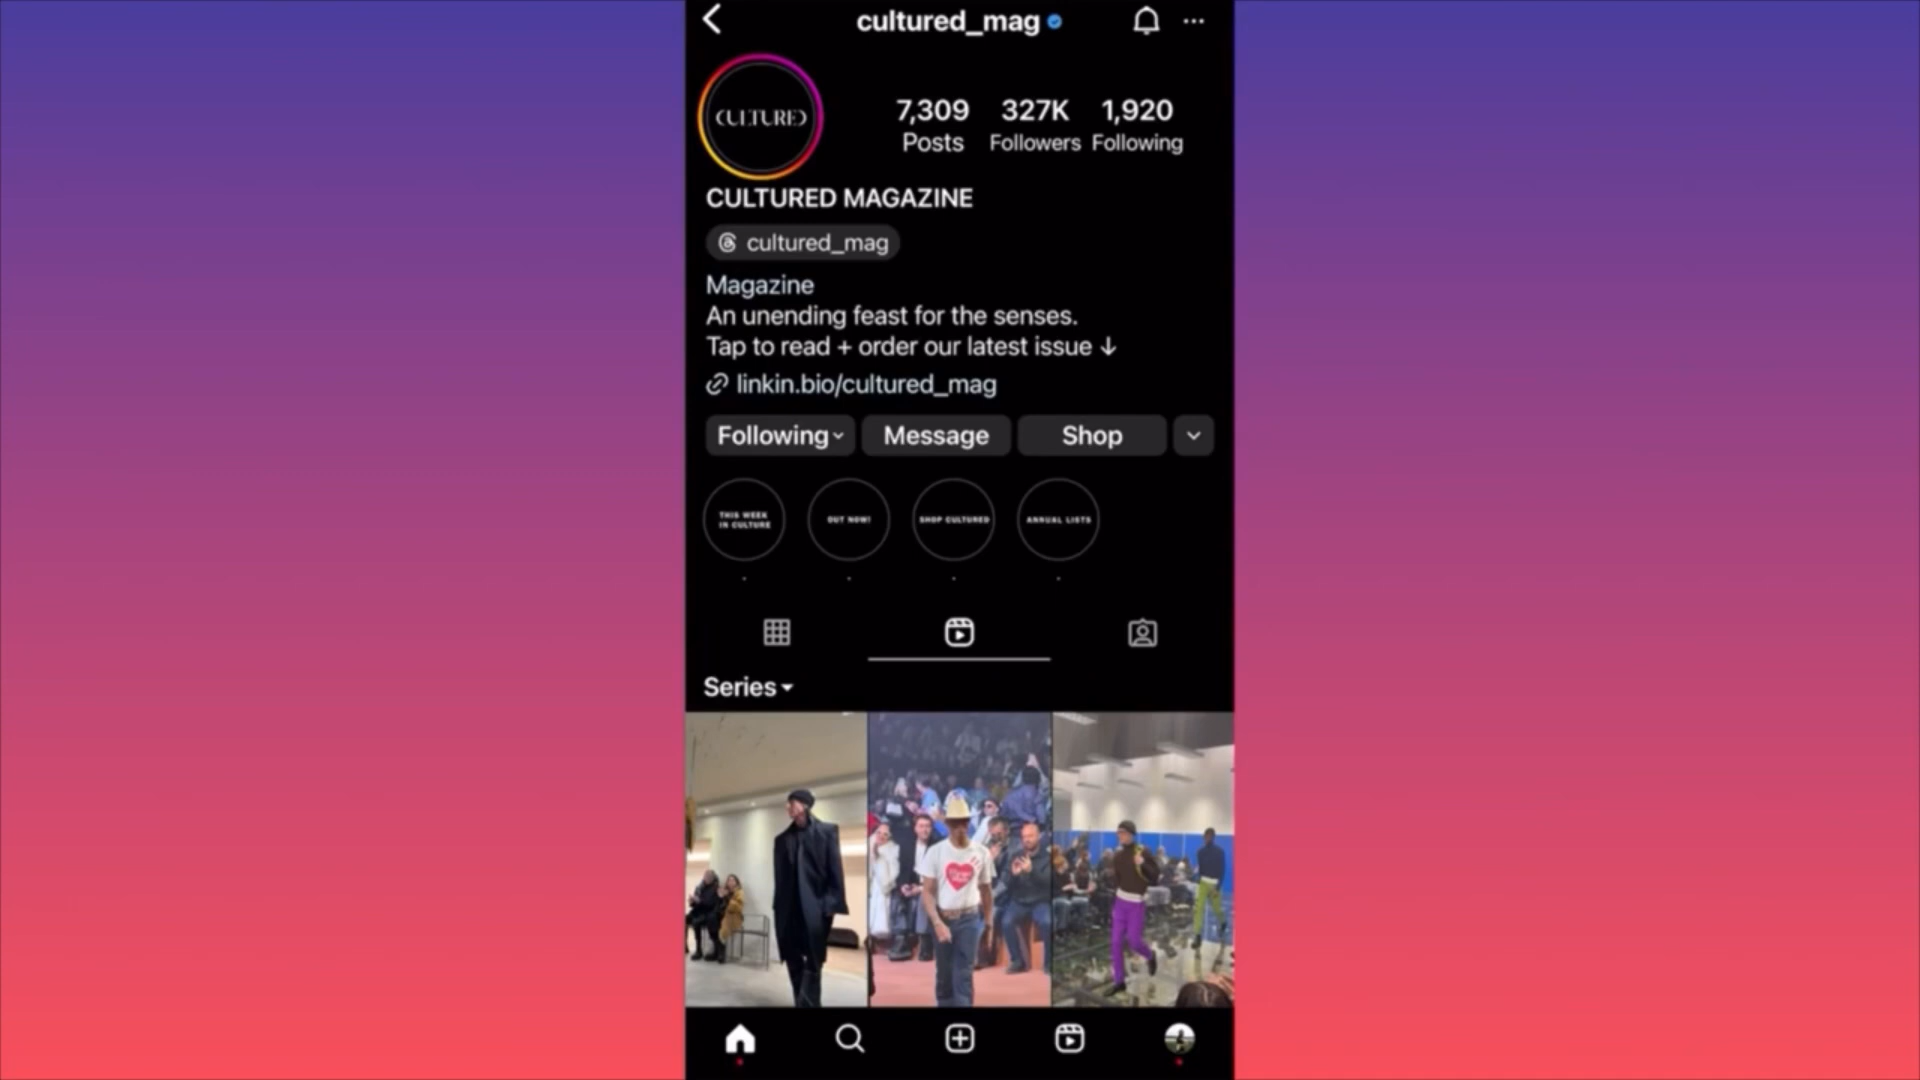 cultured_mag
CULTURED
7,309 327K 1,920
Posts Followers Following
CULTURED MAGAZINE
cultured_mag
Magazine
An unending feast for the senses.
Tap to read + order our latest issue ↓
linkin.bio/cultured_mag
Following Message Shop
THIS WEEK
IN CULTURE
OUT NOW!
SHOP CULTURED
ANNUAL LISTS
Series